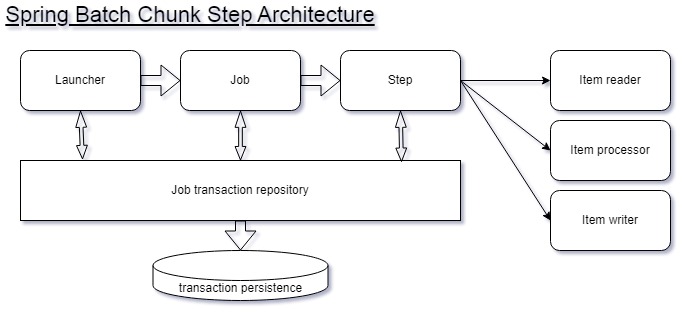 Spring Batch Chunk Step Architecture
Launcher
Job
Step
Item reader
Item processor
Item writer
Job transaction repository
transaction persistence